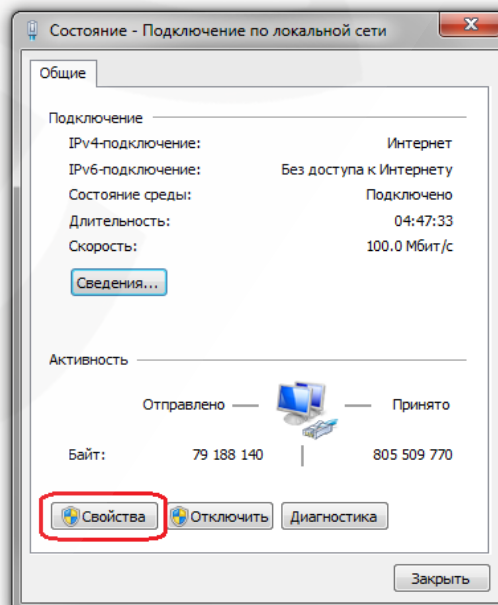 Состояние - Подключение по локальной сети
Общие
Подключение
IPv4-подключение: Интернет
IPv6-подключение: Без доступа к Интернету
Состояние среды: Подключено
Длительность: 04:47:33
Скорость: 100.0 Мбит/с
Сведения...
Активность
Отправлено — — Принято
Байт: 79 188 140 | 805 509 770
Свойства Отключить Диагностика
Закрыть